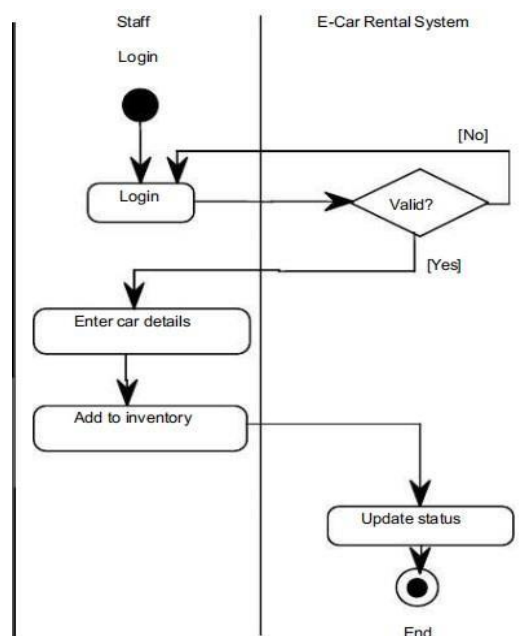 Staff
E-Car Rental System
Login
[No]
Login
Valid?
[Yes]
Enter car details
Add to inventory
Update status
End